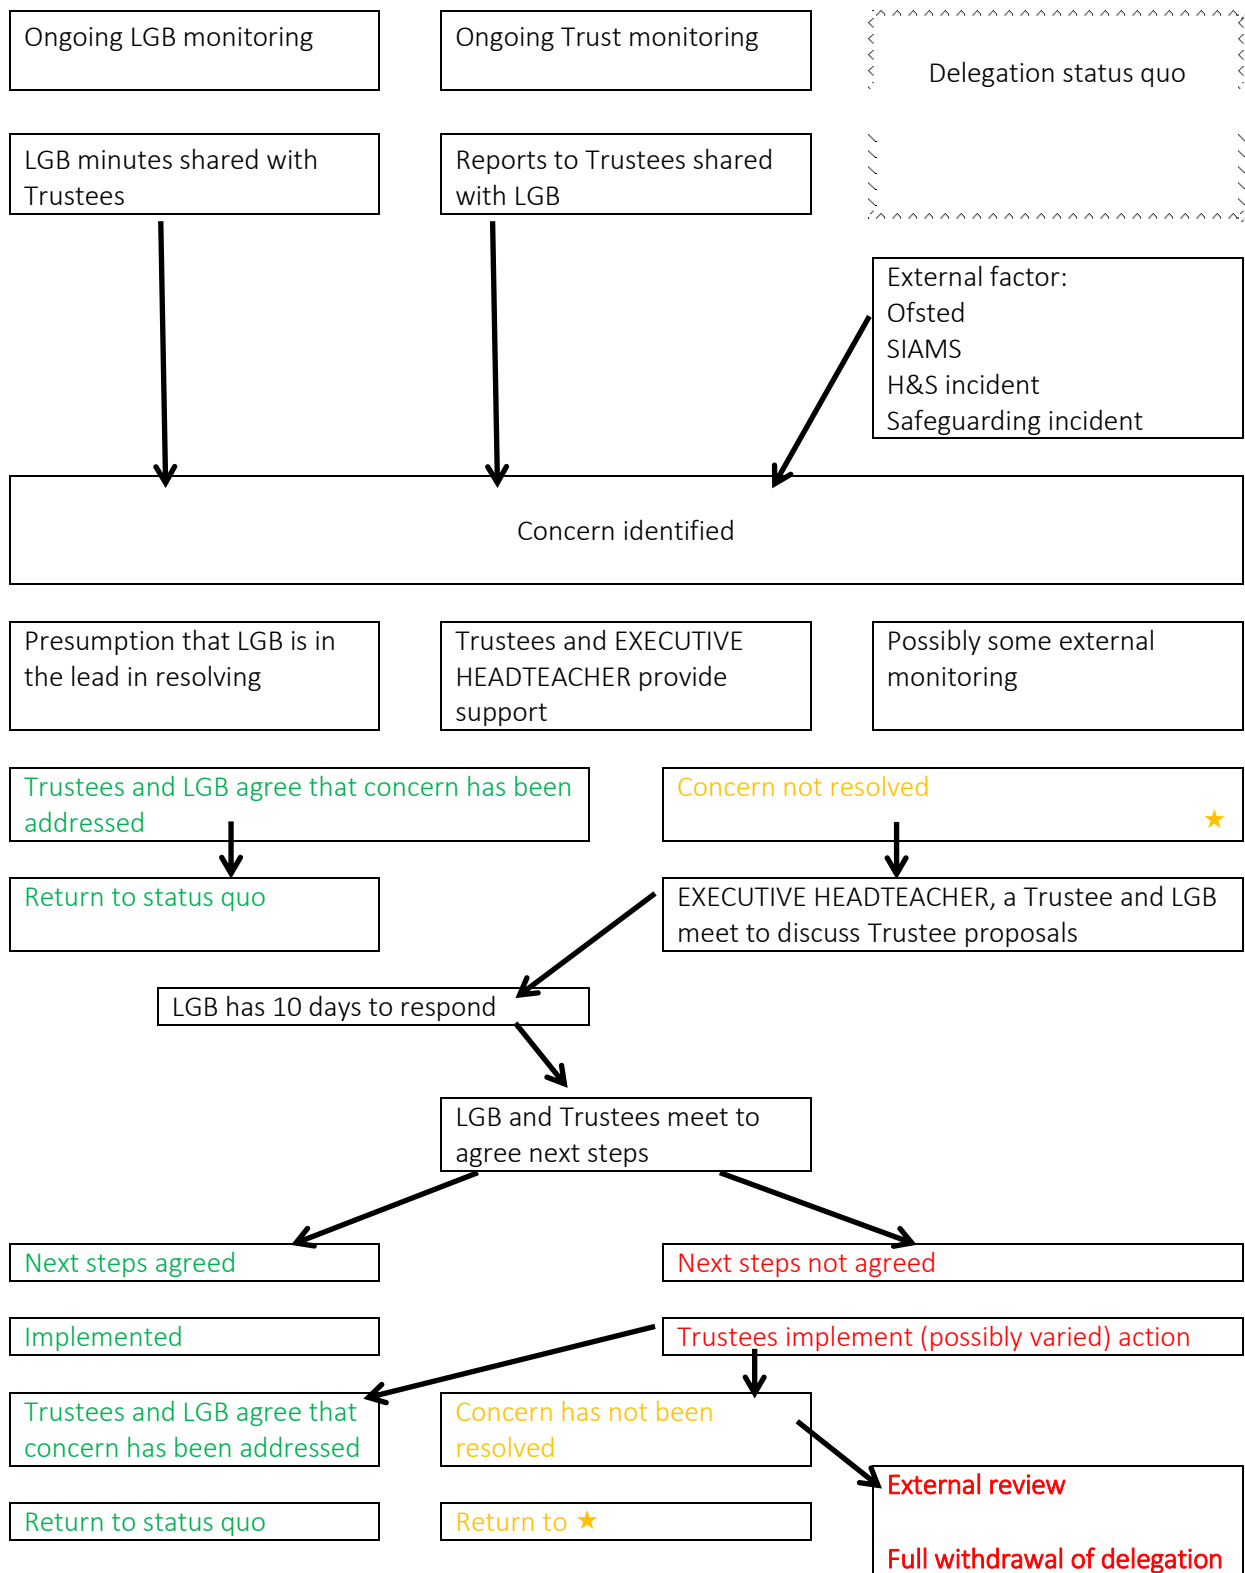 Ongoing LGB monitoring
Ongoing Trust monitoring
Delegation status quo
LGB minutes shared with
Trustees
Reports to Trustees shared
with LGB
External factor:
Ofsted
SIAMS
H&S incident
Safeguarding incident
Concern identified
Presumption that LGB is in
the lead in resolving
Trustees and EXECUTIVE
HEADTEACHER provide
support
Possibly some external
monitoring
Trustees and LGB agree that concern has been
addressed
Concern not resolved
★
Return to status quo
EXECUTIVE HEADTEACHER, a Trustee and LGB
meet to discuss Trustee proposals
LGB has 10 days to respond
LGB and Trustees meet to
agree next steps
Next steps agreed
Next steps not agreed
Implemented
Trustees implement (possibly varied) action
Trustees and LGB agree that
concern has been addressed
Concern has not been
resolved
External review
Return to status quo
Return to ★
Full withdrawal of delegation